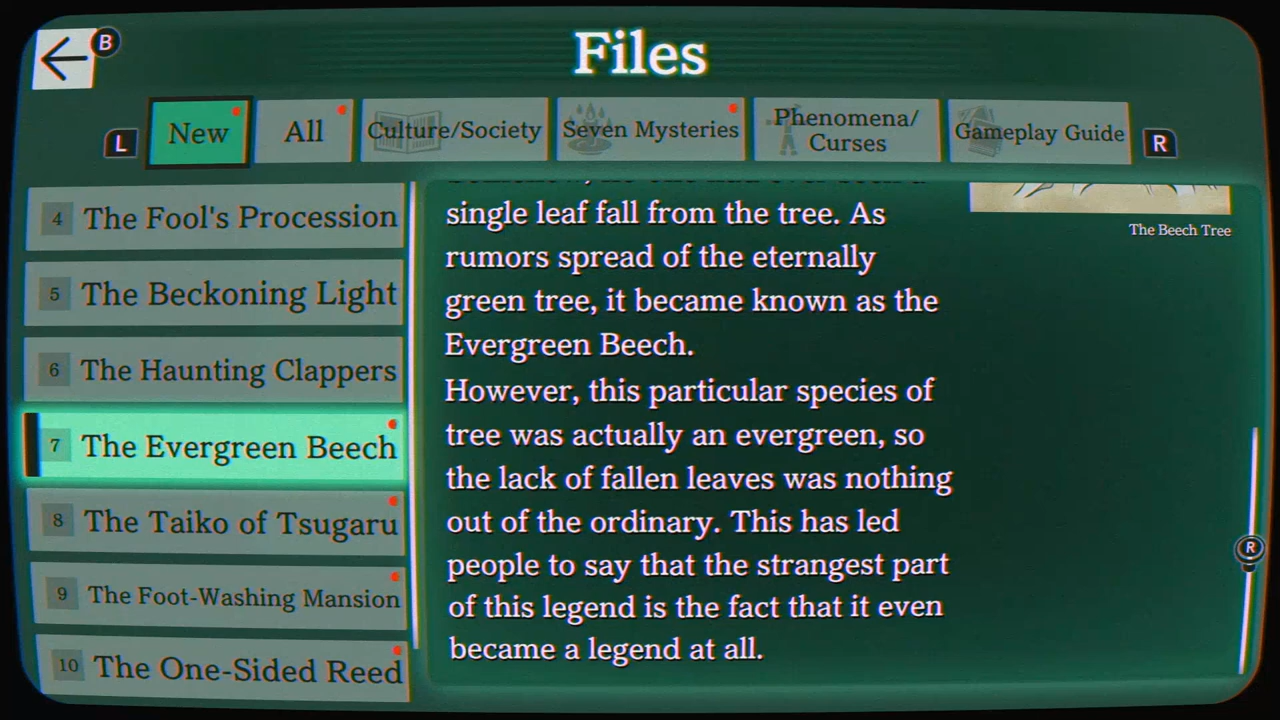 B
Files
L
New
All
Culture/Society
Seven Mysteries
Phenomena/
Curses
Gameplay Guide
R
4 The Fool's Procession
5 The Beckoning Light
6 The Haunting Clappers
7 The Evergreen Beech
8 The Taiko of Tsugaru
9 The Foot-Washing Mansion
10 The One-Sided Reed
single leaf fall from the tree. As
rumors spread of the eternally
green tree, it became known as the
Evergreen Beech.
However, this particular species of
tree was actually an evergreen, so
the lack of fallen leaves was nothing
out of the ordinary. This has led
people to say that the strangest part
of this legend is the fact that it even
became a legend at all.
The Beech Tree
R